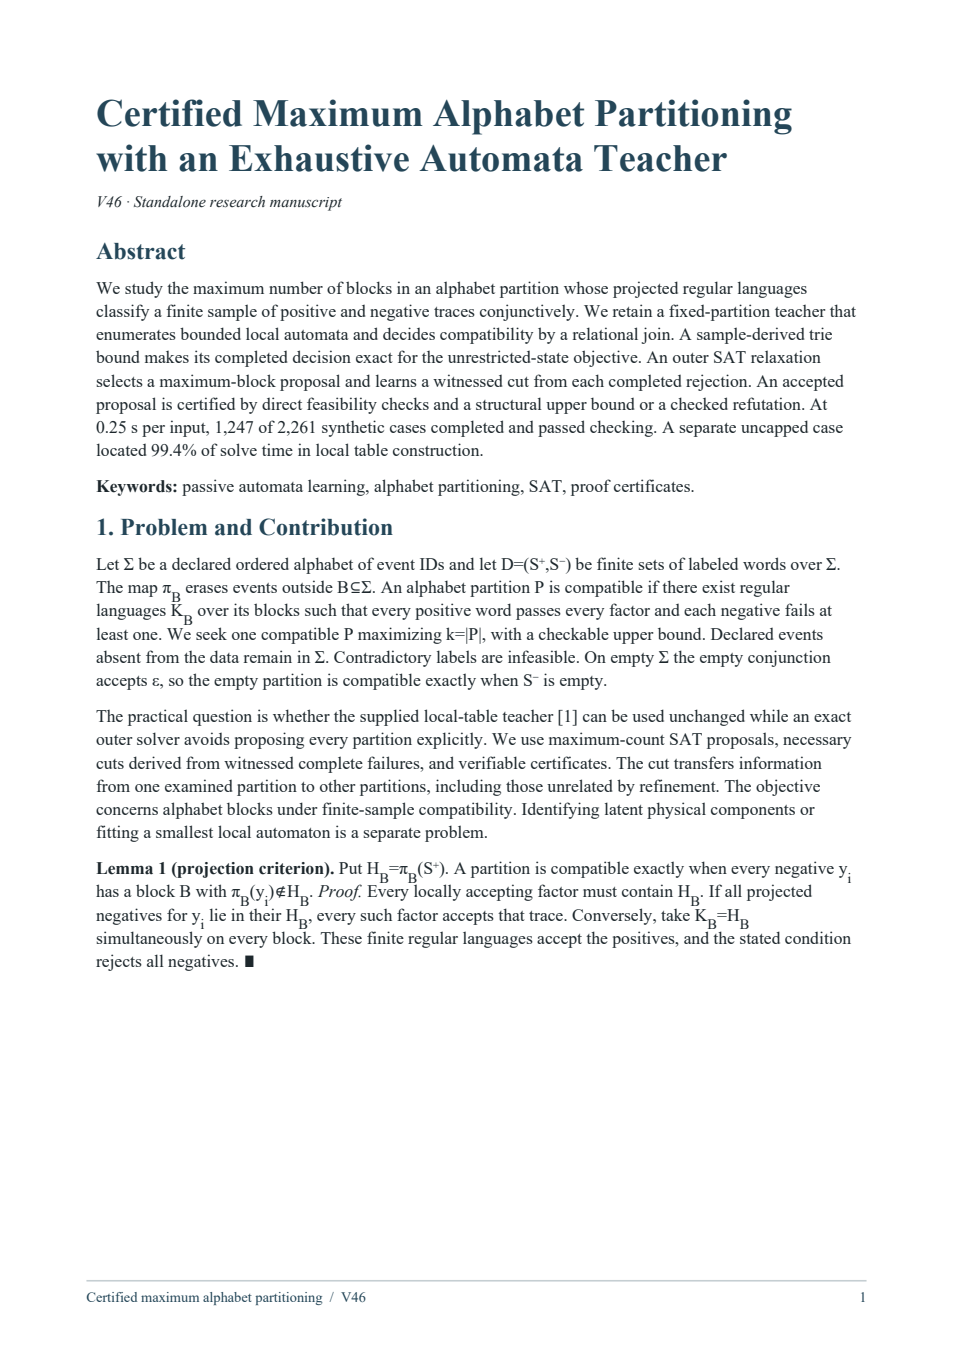 Certified Maximum Alphabet Partitioning
with an Exhaustive Automata Teacher
V46 · Standalone research manuscript
Abstract
We study the maximum number of blocks in an alphabet partition whose projected regular languages
classify a finite sample of positive and negative traces conjunctively. We retain a fixed-partition teacher that
enumerates bounded local automata and decides compatibility by a relational join. A sample-derived trie
bound makes its completed decision exact for the unrestricted-state objective. An outer SAT relaxation
selects a maximum-block proposal and learns a witnessed cut from each completed rejection. An accepted
proposal is certified by direct feasibility checks and a structural upper bound or a checked refutation. At
0.25 s per input, 1,247 of 2,261 synthetic cases completed and passed checking. A separate uncapped case
located 99.4% of solve time in local table construction.
Keywords: passive automata learning, alphabet partitioning, SAT, proof certificates.
1. Problem and Contribution
Let Σ be a declared ordered alphabet of event IDs and let D=(S⁺,S⁻) be finite sets of labeled words over Σ.
The map π_B erases events outside B⊆Σ. An alphabet partition P is compatible if there exist regular
languages K_B over its blocks such that every positive word passes every factor and each negative fails at
least one. We seek one compatible P maximizing k=|P|, with a checkable upper bound. Declared events
absent from the data remain in Σ. Contradictory labels are infeasible. On empty Σ the empty conjunction
accepts ε, so the empty partition is compatible exactly when S⁻ is empty.
The practical question is whether the supplied local-table teacher [1] can be used unchanged while an exact
outer solver avoids proposing every partition explicitly. We use maximum-count SAT proposals, necessary
cuts derived from witnessed complete failures, and verifiable certificates. The cut transfers information
from one examined partition to other partitions, including those unrelated by refinement. The objective
concerns alphabet blocks under finite-sample compatibility. Identifying latent physical components or
fitting a smallest local automaton is a separate problem.
Lemma 1 (projection criterion). Put H_B=π_B(S⁺). A partition is compatible exactly when every negative y_i
has a block B with π_B(y_i)∉H_B. Proof. Every locally accepting factor must contain H_B. If all projected
negatives for y_i lie in their H_B, every such factor accepts that trace. Conversely, take K_B=H_B
simultaneously on every block. These finite regular languages accept the positives, and the stated condition
rejects all negatives. ∎
Certified maximum alphabet partitioning / V46
1